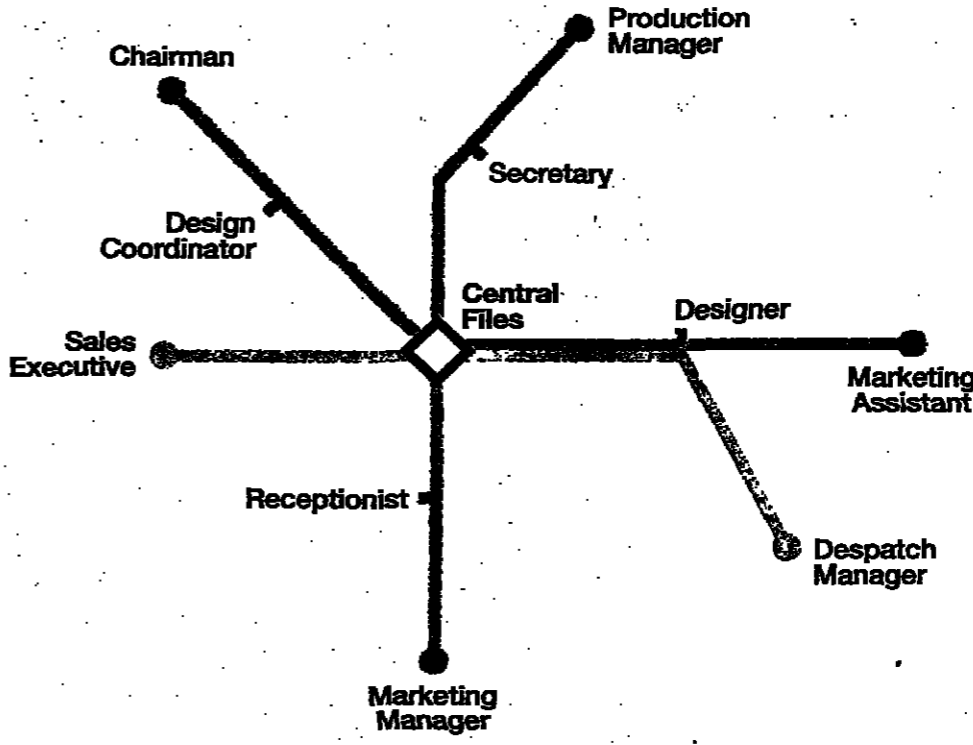 Production
Manager
Chairman
Secretary
Design
Coordinator
Central
Files
Designer
Sales
Executive
Marketing
Assistant
Receptionist
Despatch
Manager
Marketing
Manager